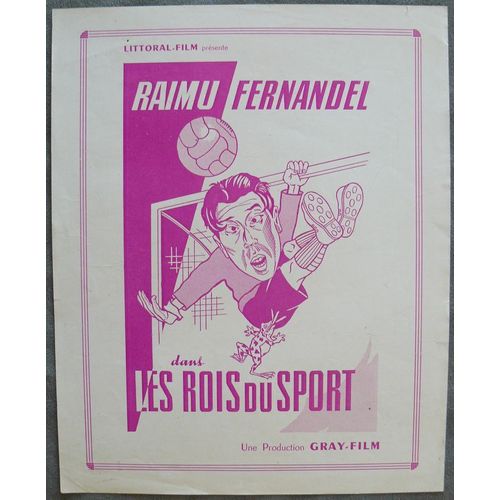 LITTORAL-FILM présente
RAIMU FERNANDEL
dans
LES ROIS DU SPORT
Une Production GRAY-FILM